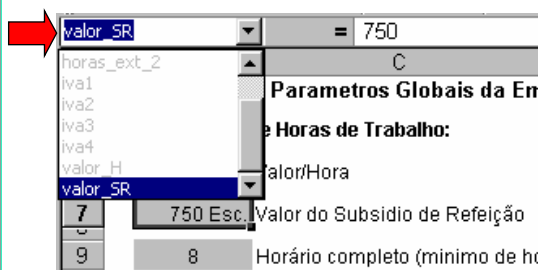 valor_SR = 750
horas_ext_2 C
iva1
iva2 Parametros Globais da Em
iva3
iva4 e Horas de Trabalho:
valor_H Valor/Hora
valor_SR
7 750 Esc. Valor do Subsidio de Refeição
9 8 Horário completo (minimo de ho